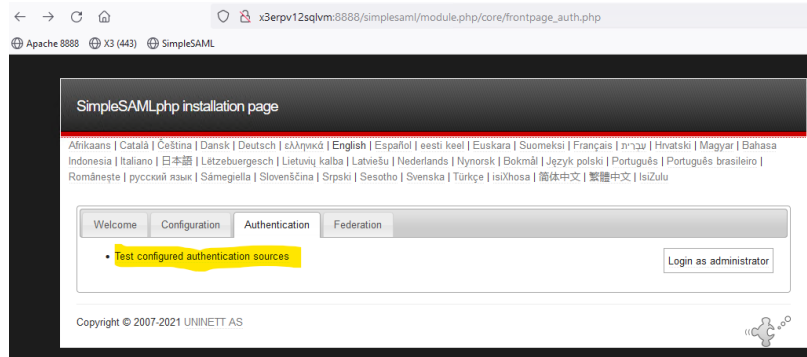 x3erpv12sqlvm:8888/simplesaml/module.php/core/frontpage_auth.php
Apache 8888 X3 (443) SimpleSAML
SimpleSAMLphp installation page
Afrikaans | Català | Čeština | Dansk | Deutsch | ελληνικά | English | Español | eesti keel | Euskara | Suomeksi | Français | עברית | Hrvatski | Magyar | Bahasa
Indonesia | Italiano | 日本語 | Lëtzebuergesch | Lietuvių kalba | Latviešu | Nederlands | Nynorsk | Bokmål | Język polski | Português | Português brasileiro |
Românește | русский язык | Sámegiella | Slovenščina | Srpski | Sesotho | Svenska | Türkçe | isiXhosa | 简体中文 | 繁體中文 | IsiZulu
Welcome Configuration Authentication Federation
• Test configured authentication sources
Login as administrator
Copyright © 2007-2021 UNINETT AS